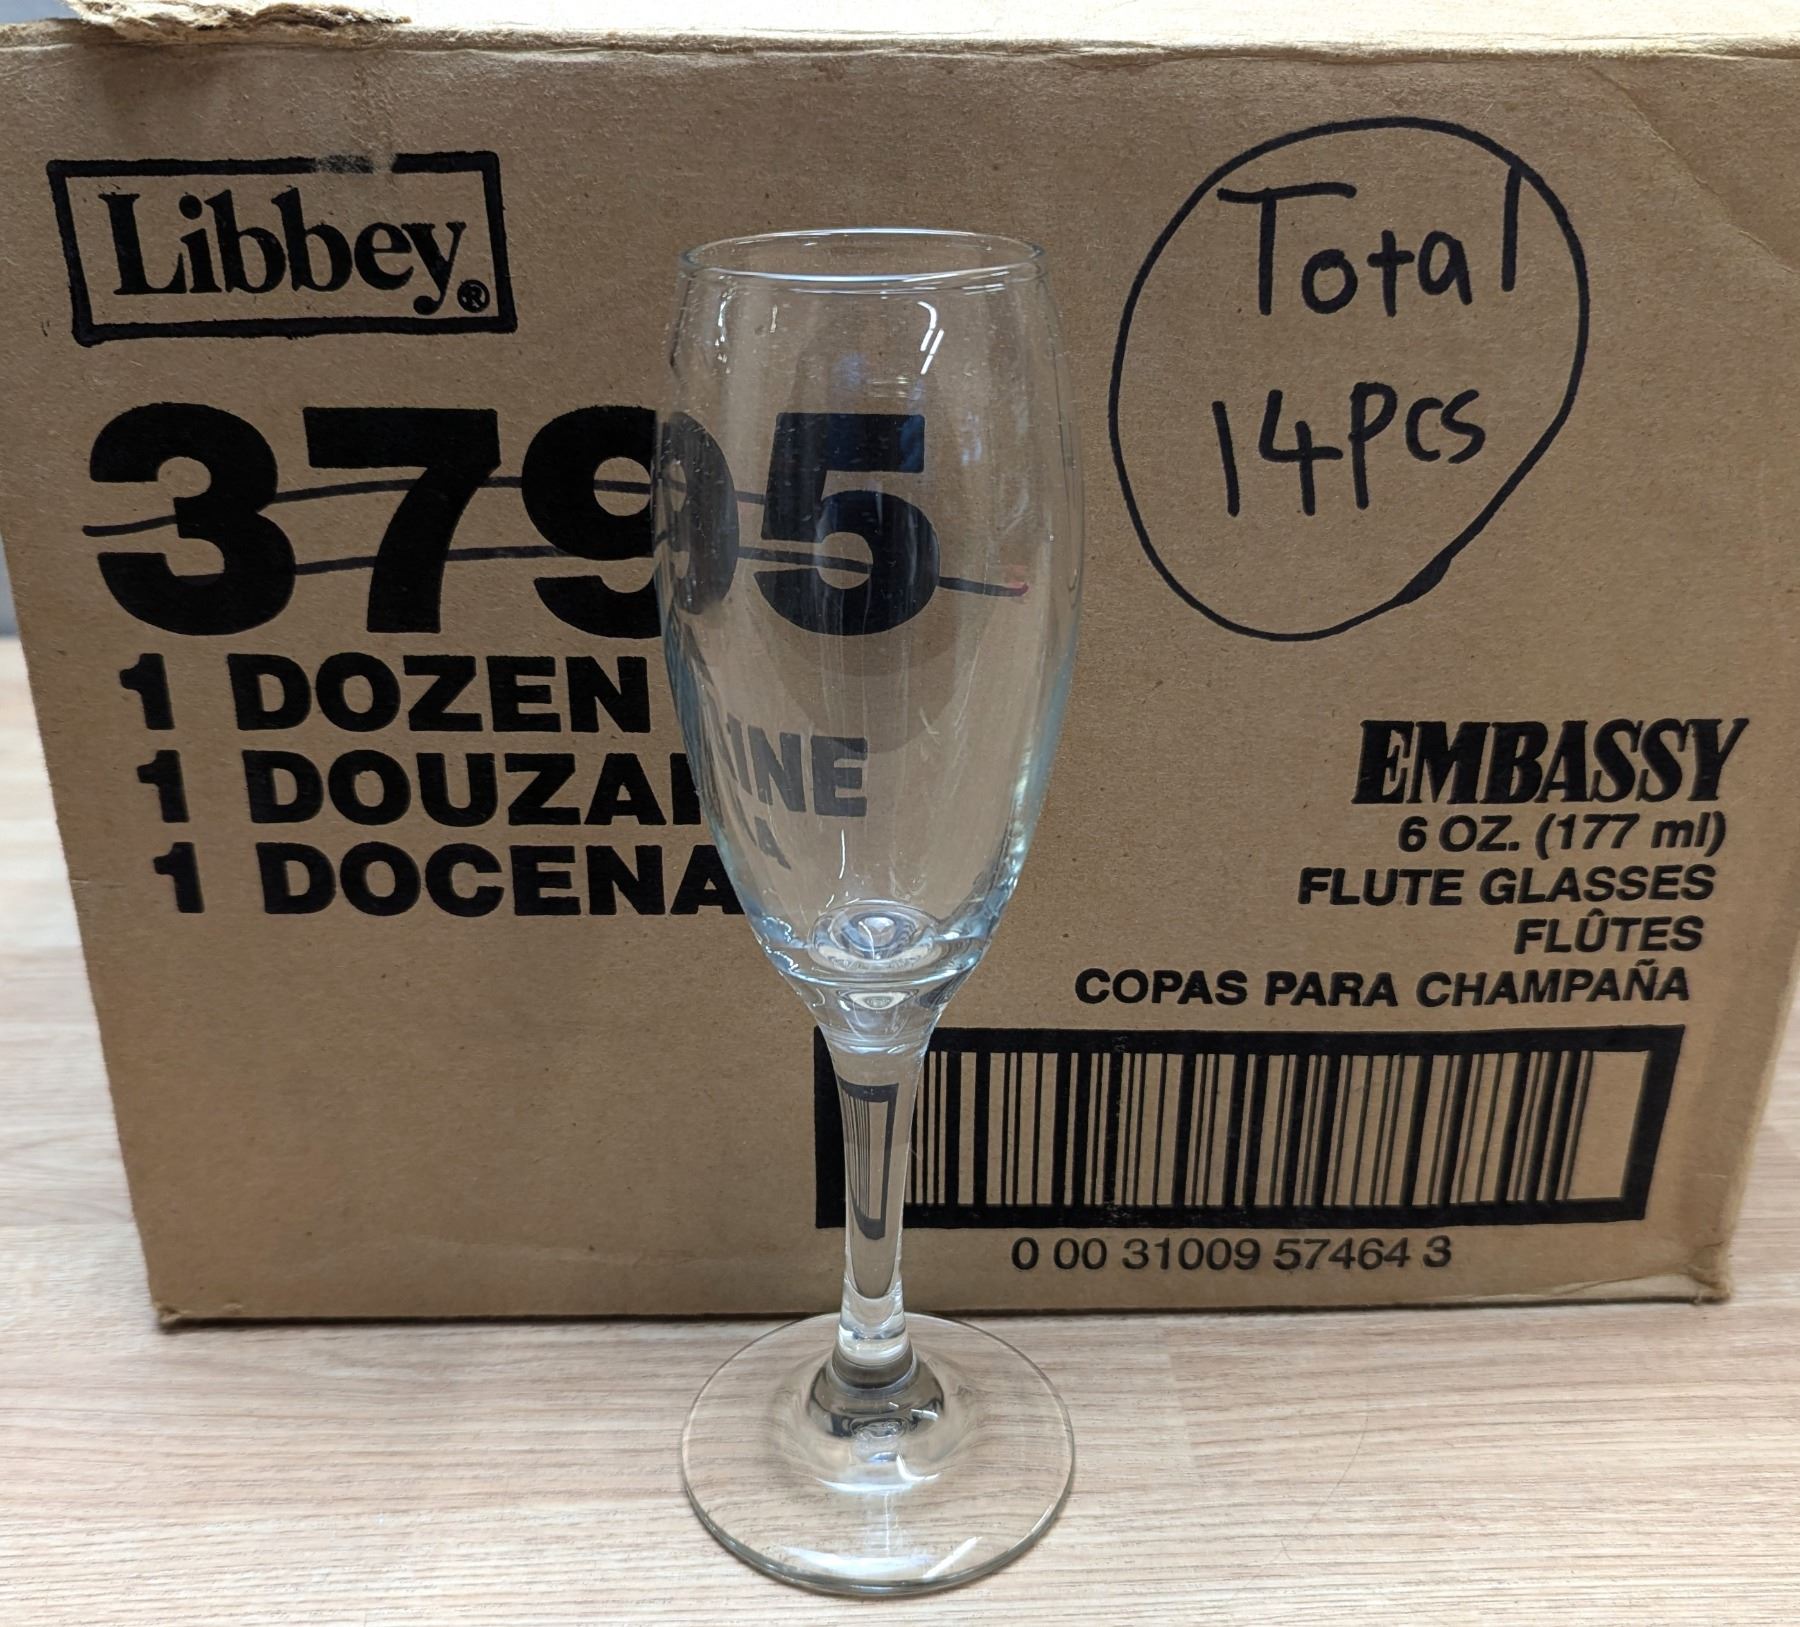 Libbey®
3795
1 DOZEN
1 DOUZAINE
1 DOCENA
Total
14pcs
EMBASSY
6 OZ. (177 ml)
FLUTE GLASSES
FLÛTES
COPAS PARA CHAMPAÑA
0 00 31009 57464 3